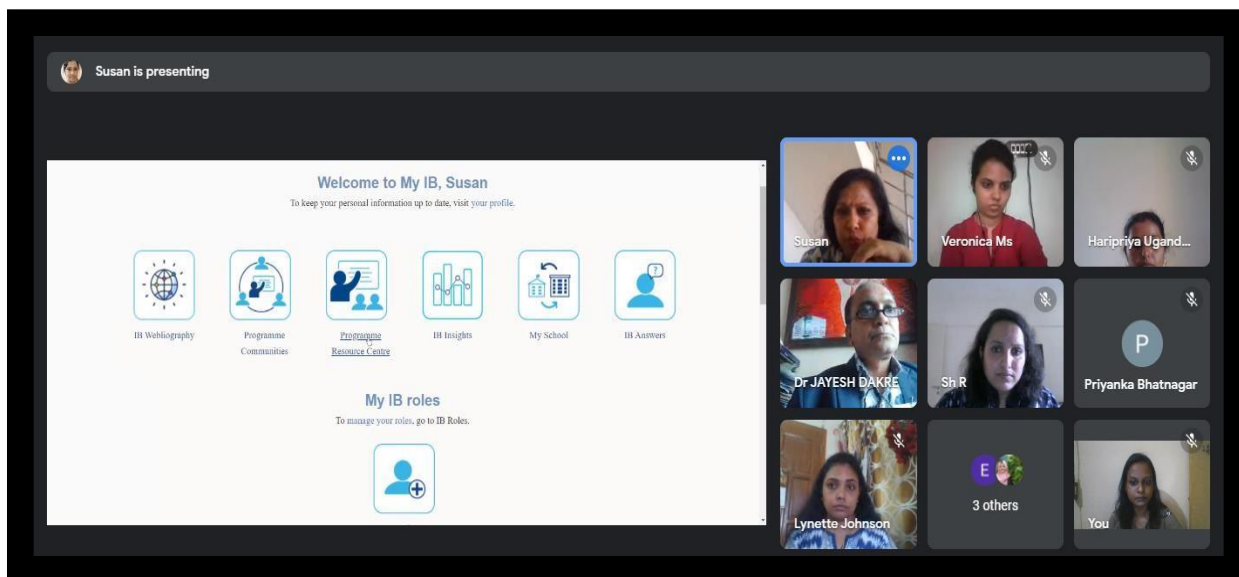 Susan is presenting
Welcome to My IB, Susan
To keep your personal information up to date, visit your profile.
IB Webliography
Programme
Communities
Programme
Resource Centre
IB Insights
My School
IB Answers
My IB roles
To manage your roles, go to IB Roles.
Susan
Veronica Ms
Haripriya Ugand...
Dr JAYESH DAKRE
Sh R
P
Priyanka Bhatnagar
Lynette Johnson
E
3 others
You